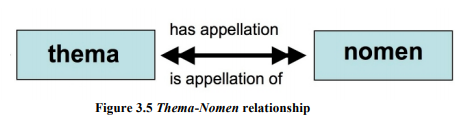 has appellation
thema
nomen
is appellation of
Figure 3.5 Thema-Nomen relationship